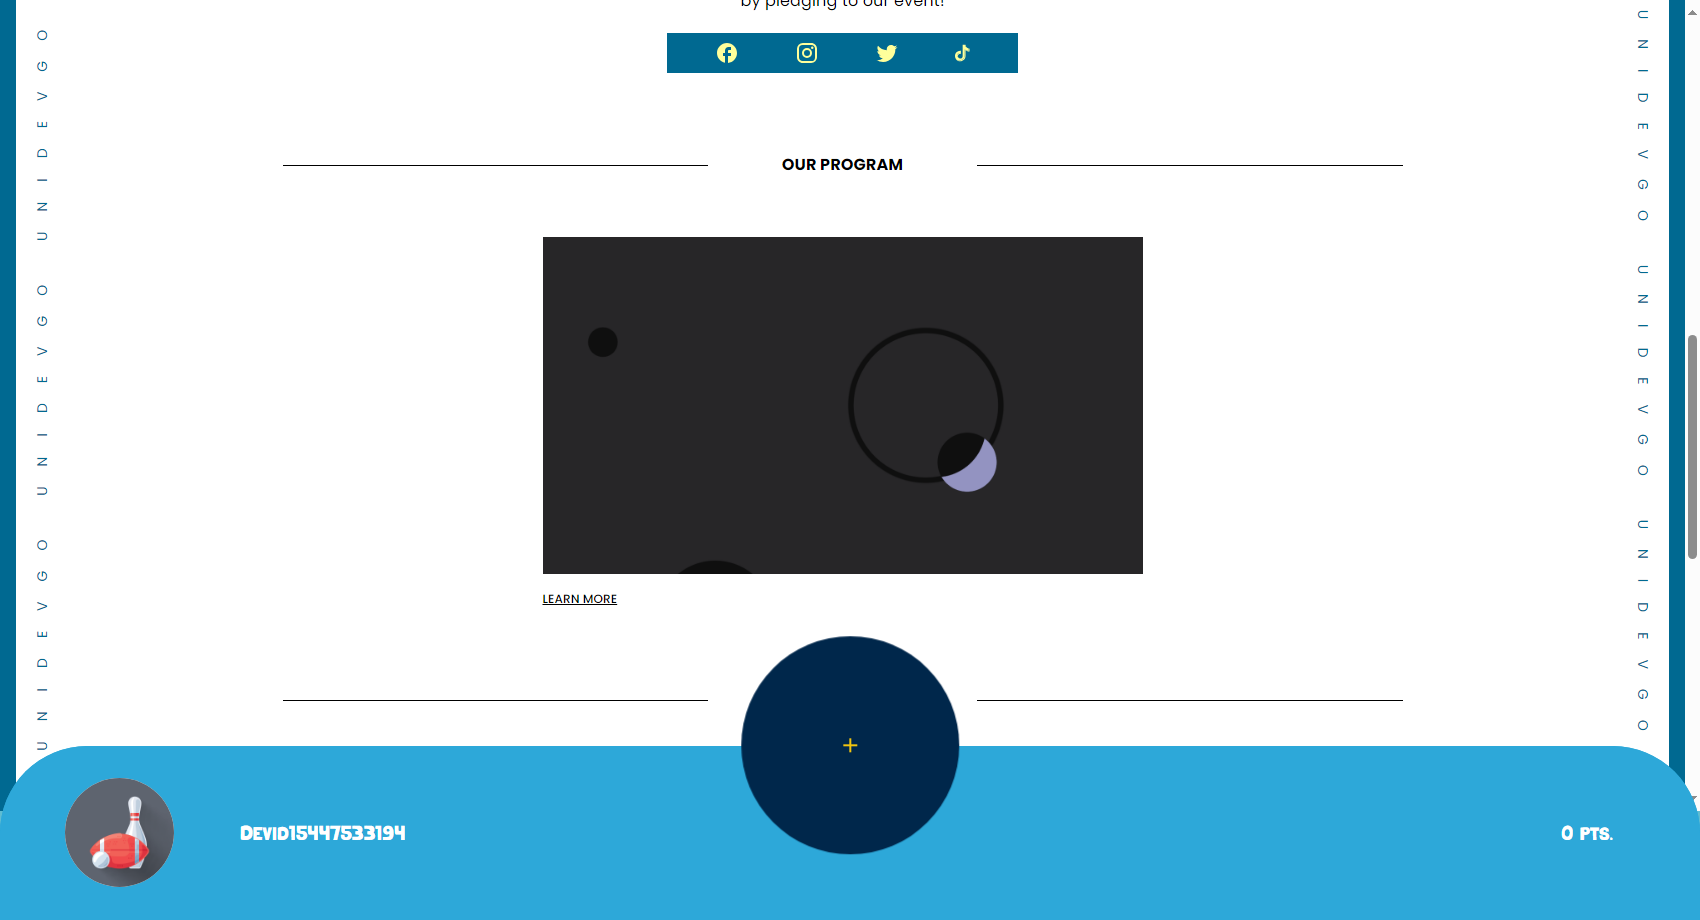 by pledging to our event!
OUR PROGRAM
LEARN MORE
UNIDEVGO UNIDEVGO UNIDEVGO
UNIDEVGO UNIDEVGO UNIDEVGO
+
Devid15447533194
0 pts.